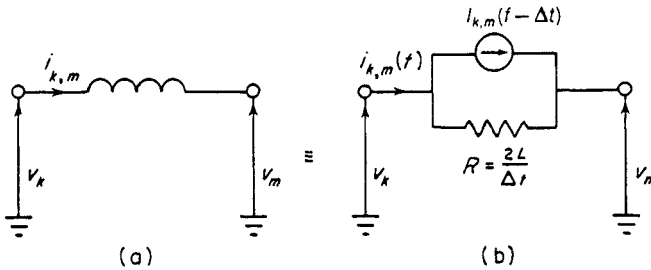 i_{k,m}
v_k
v_m
(a)
≡
I_{k,m}(t − Δt)
i_{k,m}(t)
v_k
R = 2L/Δt
v_m
(b)